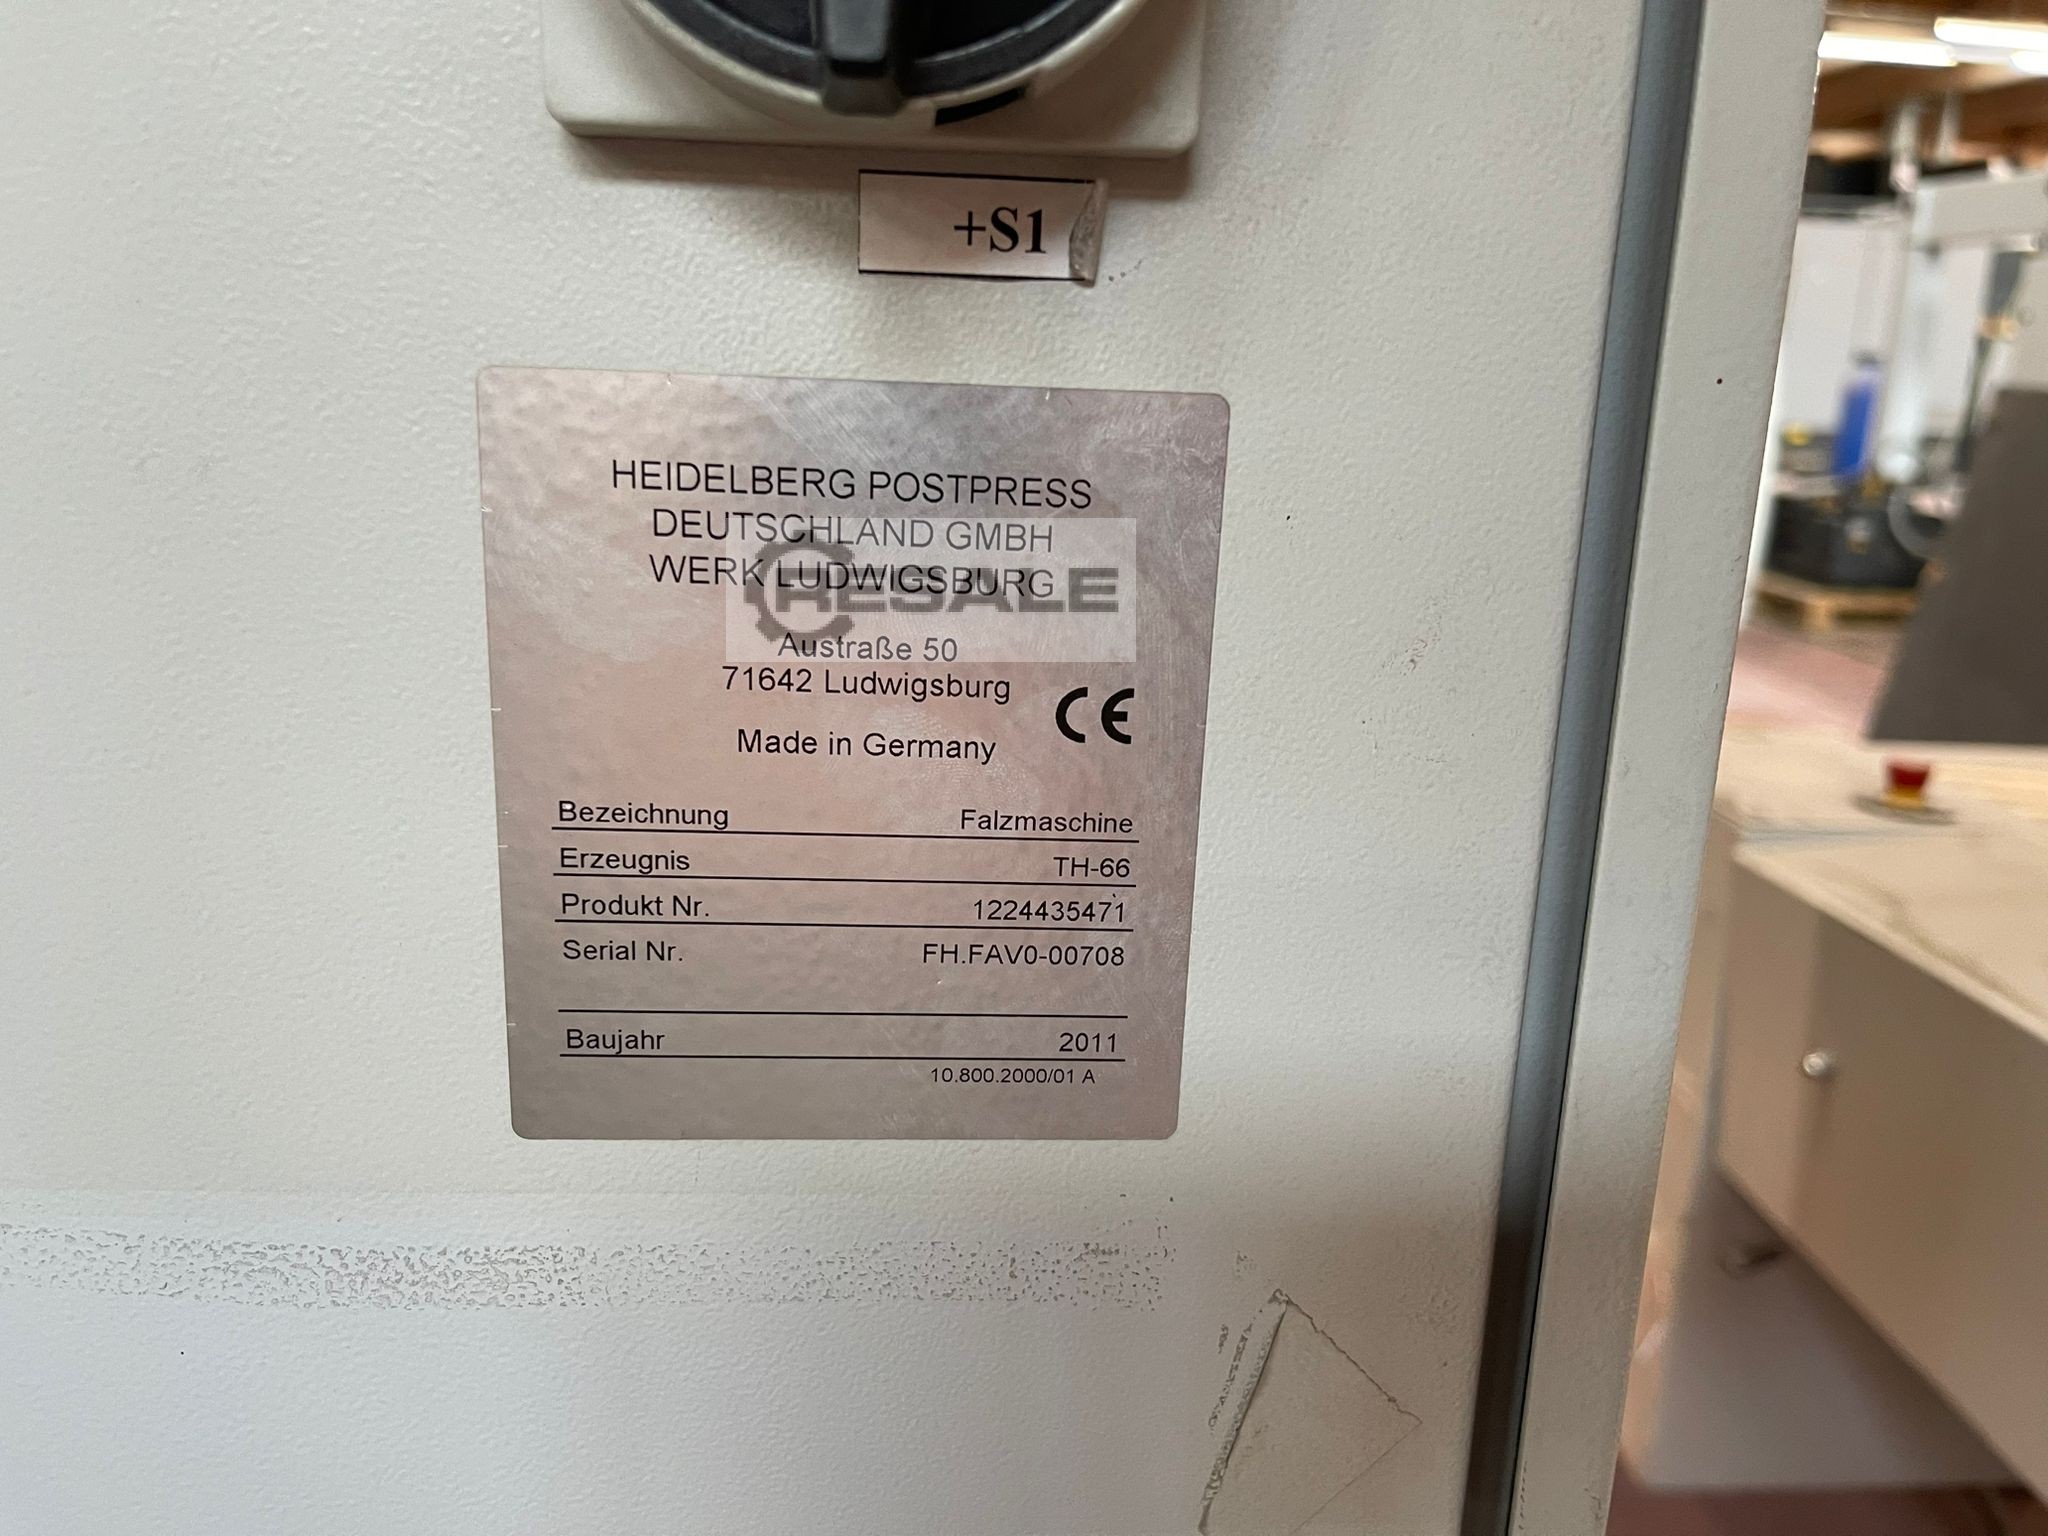 +S1
HEIDELBERG POSTPRESS
DEUTSCHLAND GMBH
WERK LUDWIGSBURG
RESALE
Austraße 50
71642 Ludwigsburg
CE
Made in Germany
Bezeichnung Falzmaschine
Erzeugnis TH-66
Produkt Nr. 1224435471
Serial Nr. FH.FAV0-00708
Baujahr 2011
10.800.2000/01 A